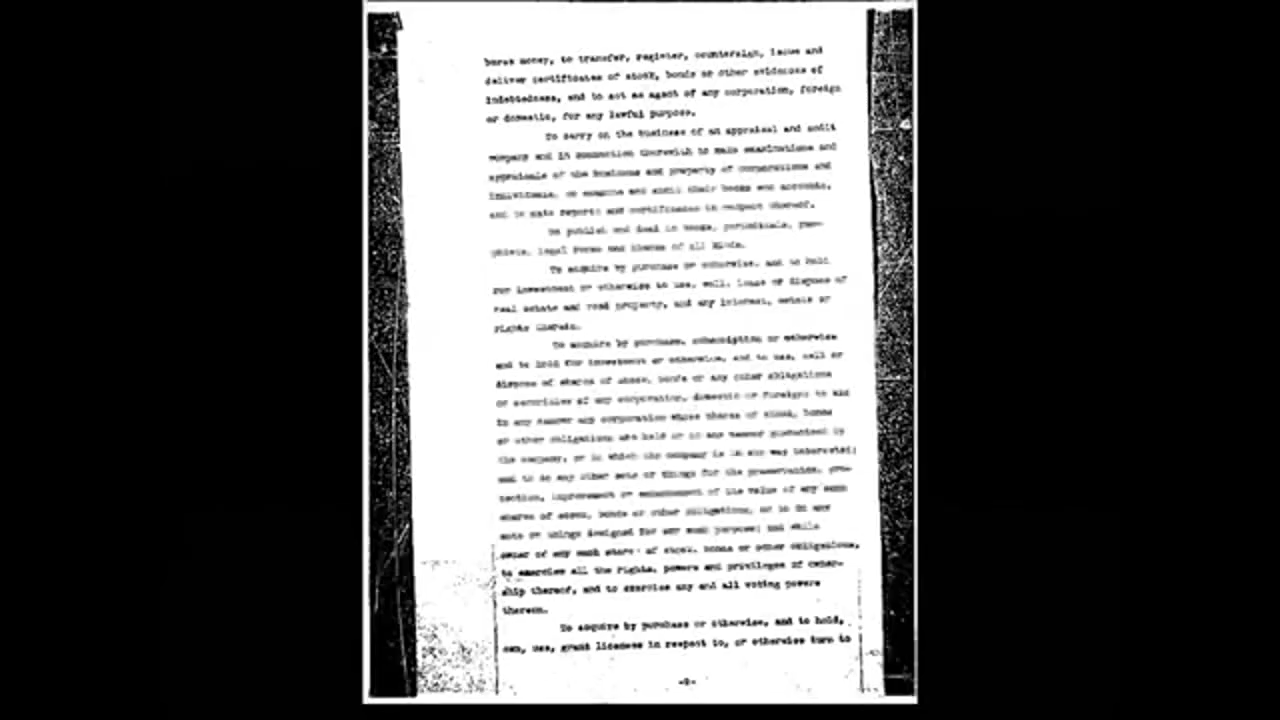 burse money, to transfer, register, countersign, issue and
deliver certificates of stock, bonds or other evidences of
indebtedness, and to act as agent of any corporation, foreign
or domestic, for any lawful purpose.
To carry on the business of an appraisal and audit
company and in connection therewith to make examinations and
appraisals of the business and property of corporations and
individuals, to examine and audit their books and accounts,
and to make reports and certificates in respect thereof.
To publish and deal in books, periodicals, pam-
phlets, legal forms and blanks of all kinds.
To acquire by purchase or otherwise, and to hold
for investment or otherwise to use, sell, lease or dispose of
real estate and real property, and any interest, estate or
rights therein.
To acquire by purchase, subscription or otherwise
and to hold for investment or otherwise, and to use, sell or
dispose of shares of stock, bonds or any other obligations
or securities of any corporation, domestic or foreign; to aid
in any manner any corporation whose shares of stock, bonds
or other obligations are held or in any manner guaranteed by
the company, or in which the company is in any way interested;
and to do any other acts or things for the preservation, pro-
tection, improvement or enhancement of the value of any such
shares of stock, bonds or other obligations, or to do any
acts or things designed for any such purpose; and while
owner of any such shares of stock, bonds or other obligations,
to exercise all the rights, powers and privileges of owner-
ship thereof, and to exercise any and all voting powers
thereon.
To acquire by purchase or otherwise, and to hold,
own, use, grant licenses in respect to, or otherwise turn to